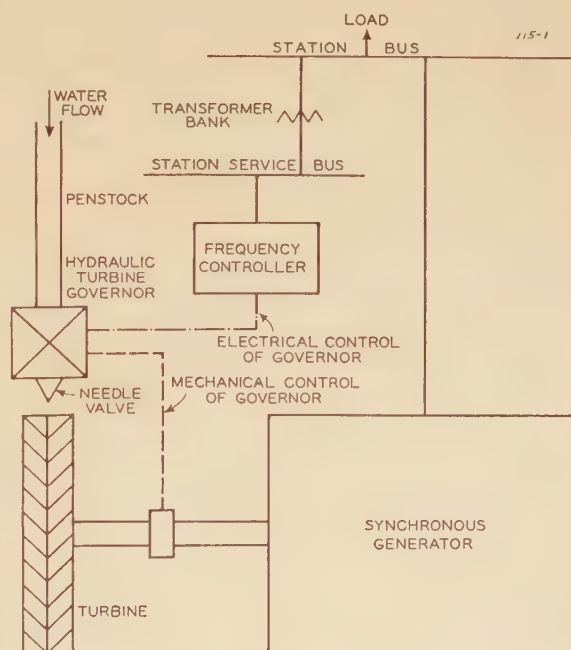 LOAD
115-1
STATION BUS
WATER
FLOW
TRANSFORMER
BANK
STATION SERVICE BUS
PENSTOCK
FREQUENCY
CONTROLLER
HYDRAULIC
TURBINE
GOVERNOR
ELECTRICAL CONTROL
OF GOVERNOR
MECHANICAL CONTROL
OF GOVERNOR
NEEDLE
VALVE
SYNCHRONOUS
GENERATOR
TURBINE